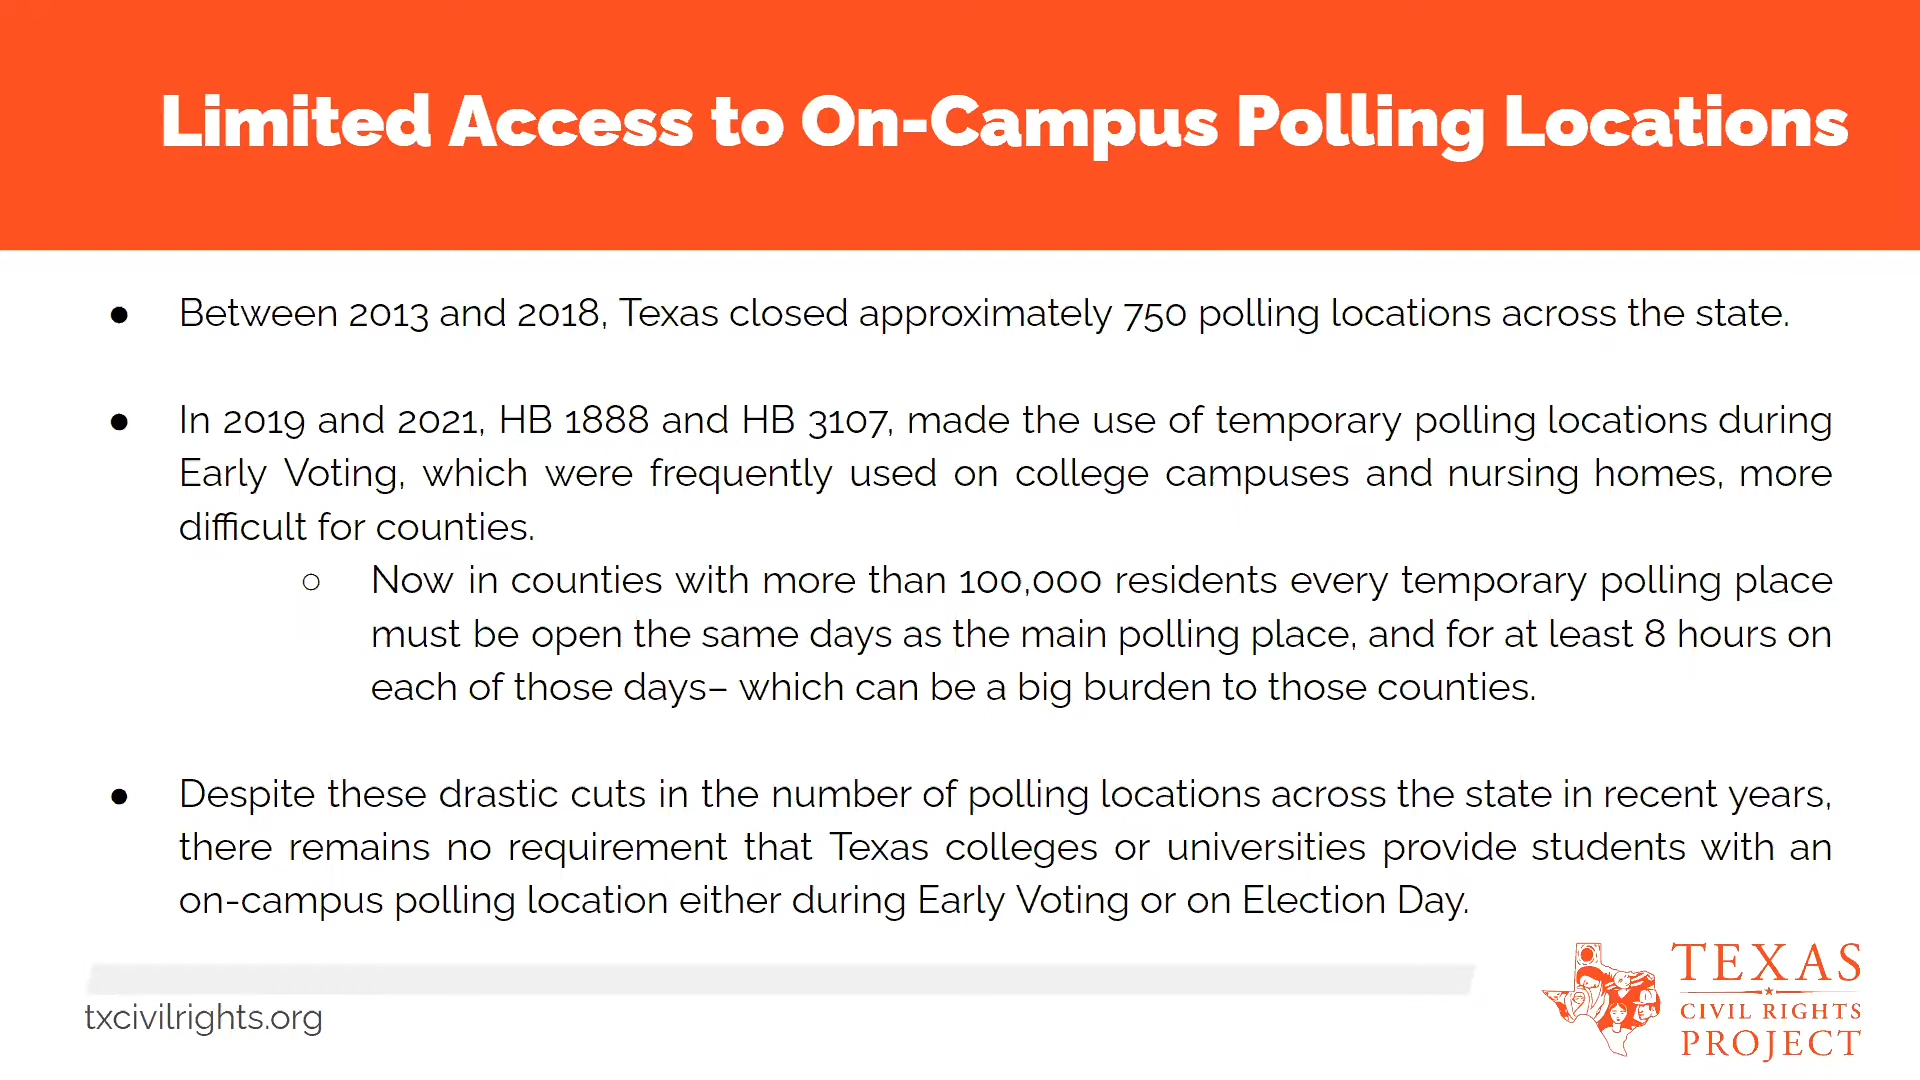 Limited Access to On-Campus Polling Locations
● Between 2013 and 2018, Texas closed approximately 750 polling locations across the state.
● In 2019 and 2021, HB 1888 and HB 3107, made the use of temporary polling locations during
Early Voting, which were frequently used on college campuses and nursing homes, more
difficult for counties.
○ Now in counties with more than 100,000 residents every temporary polling place
must be open the same days as the main polling place, and for at least 8 hours on
each of those days– which can be a big burden to those counties.
● Despite these drastic cuts in the number of polling locations across the state in recent years,
there remains no requirement that Texas colleges or universities provide students with an
on-campus polling location either during Early Voting or on Election Day.
txcivilrights.org
TEXAS
CIVIL RIGHTS
PROJECT